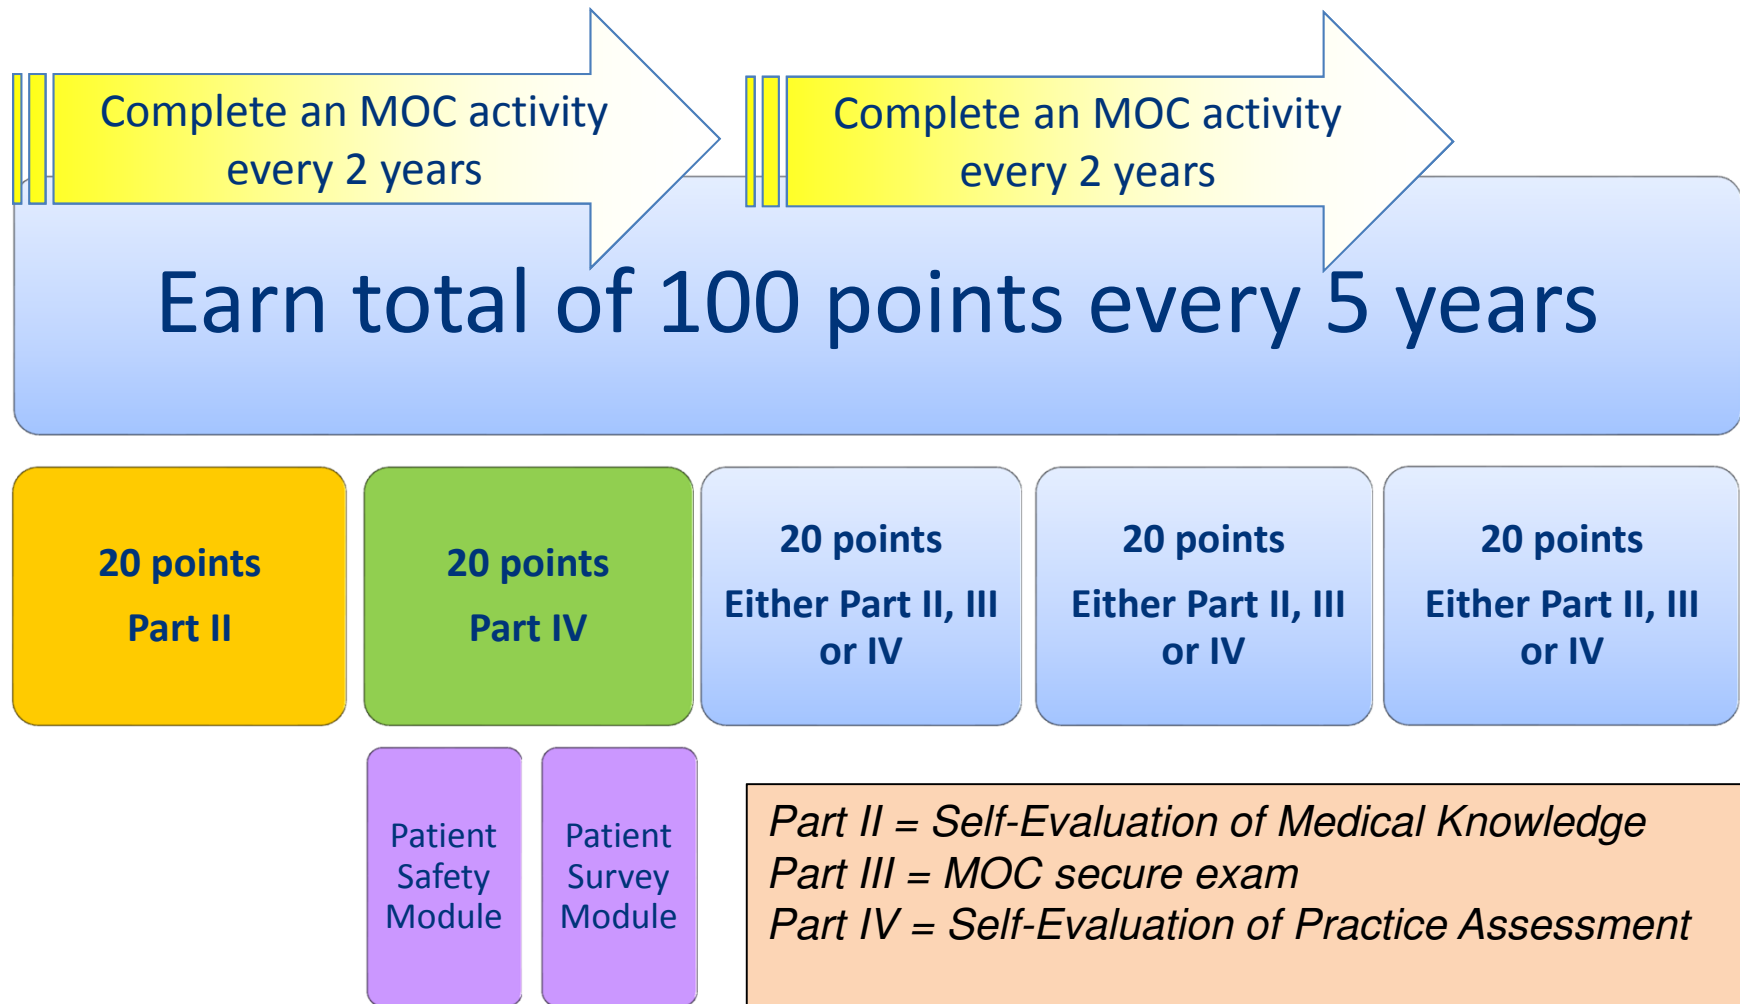 Complete an MOC activity
every 2 years
Complete an MOC activity
every 2 years
Earn total of 100 points every 5 years
20 points
Part II
20 points
Part IV
20 points
Either Part II, III
or IV
20 points
Either Part II, III
or IV
20 points
Either Part II, III
or IV
Patient
Safety
Module
Patient
Survey
Module
Part II = Self-Evaluation of Medical Knowledge
Part III = MOC secure exam
Part IV = Self-Evaluation of Practice Assessment